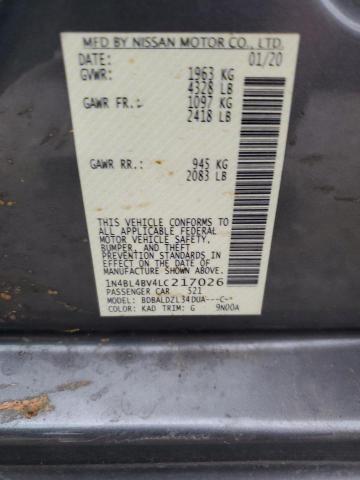 MFD BY NISSAN MOTOR CO., LTD.
DATE: 01/20
GVWR: 1963 KG
4328 LB
GAWR FR.: 1097 KG
2418 LB
GAWR RR.: 945 KG
2083 LB
THIS VEHICLE CONFORMS TO
ALL APPLICABLE FEDERAL
MOTOR VEHICLE SAFETY,
BUMPER, AND THEFT
PREVENTION STANDARDS
IN EFFECT ON THE DATE OF
MANUFACTURE SHOWN ABOVE.
1N4BL4BV4LC217026
PASSENGER CAR 521
MODEL: BDBALDZL34DUA---C-*
COLOR: KAD TRIM: G 9N00A